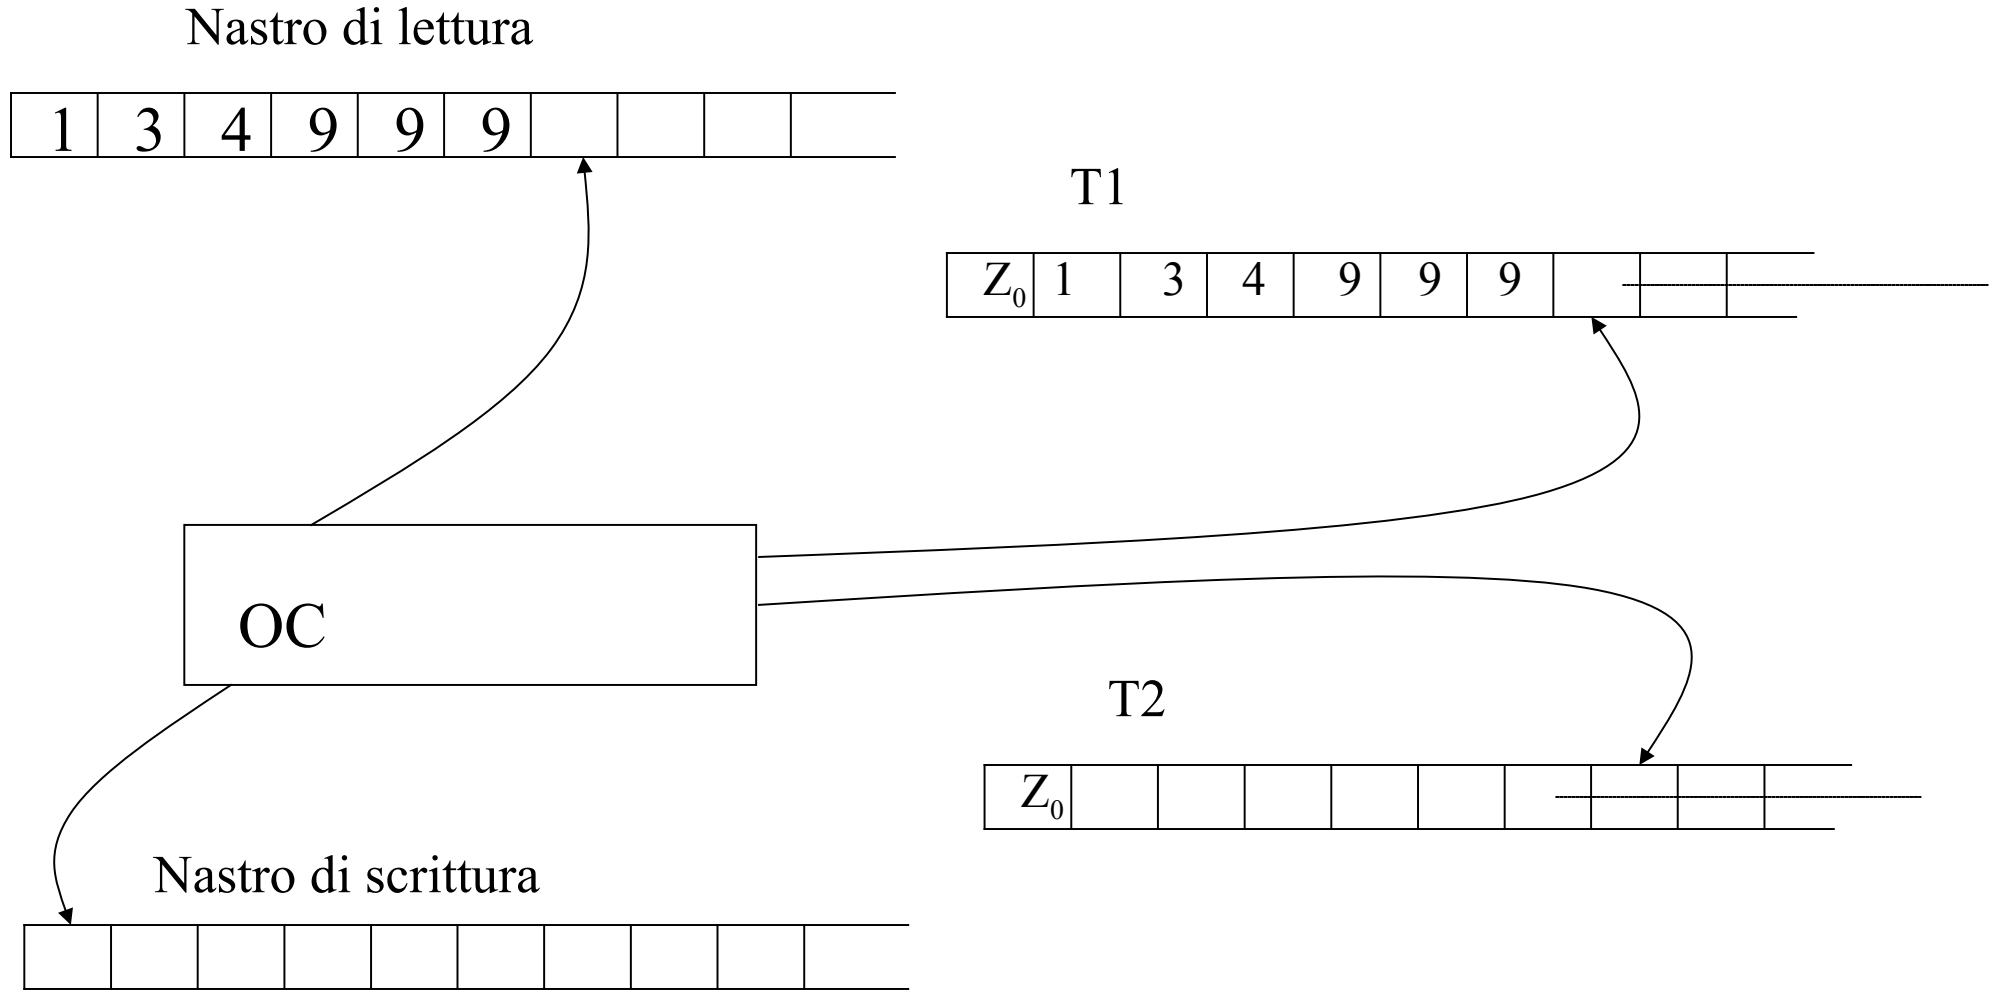 Nastro di lettura
1 3 4 9 9 9
T1
Z₀ 1 3 4 9 9 9
OC
T2
Z₀
Nastro di scrittura